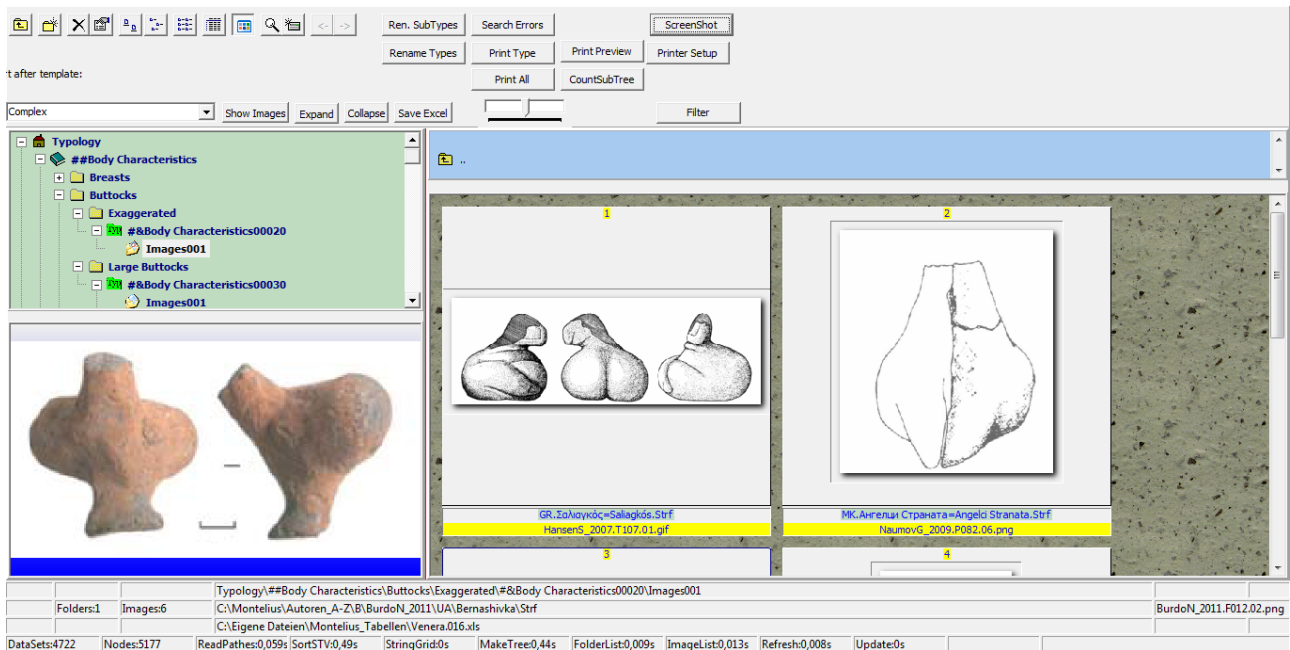 <- ->
Ren. SubTypes Search Errors ScreenShot
Rename Types Print Type Print Preview Printer Setup
rt after template:
Print All CountSubTree
Complex Show Images Expand Collapse Save Excel Filter
Typology
##Body Characteristics
Breasts
Buttocks
Exaggerated
Typ #&Body Characteristics00020
Images001
Large Buttocks
Typ #&Body Characteristics00030
Images001
..
1
GR.Σαλιαγκός=Saliagkós.Strf
HansenS_2007.T107.01.gif
2
MK.Ангелци Страната=Angelci Stranata.Strf
NaumovG_2009.P082.06.png
3
4
Typology\##Body Characteristics\Buttocks\Exaggerated\#&Body Characteristics00020\Images001
Folders:1 Images:6 C:\Montelius\Autoren_A-Z\B\BurdoN_2011\UA\Bernashivka\Strf BurdoN_2011.F012.02.png
C:\Eigene Dateien\Montelius_Tabellen\Venera.016.xls
DataSets:4722 Nodes:5177 ReadPathes:0,059s SortSTV:0,49s StringGrid:0s MakeTree:0,44s FolderList:0,009s ImageList:0,013s Refresh:0,008s Update:0s